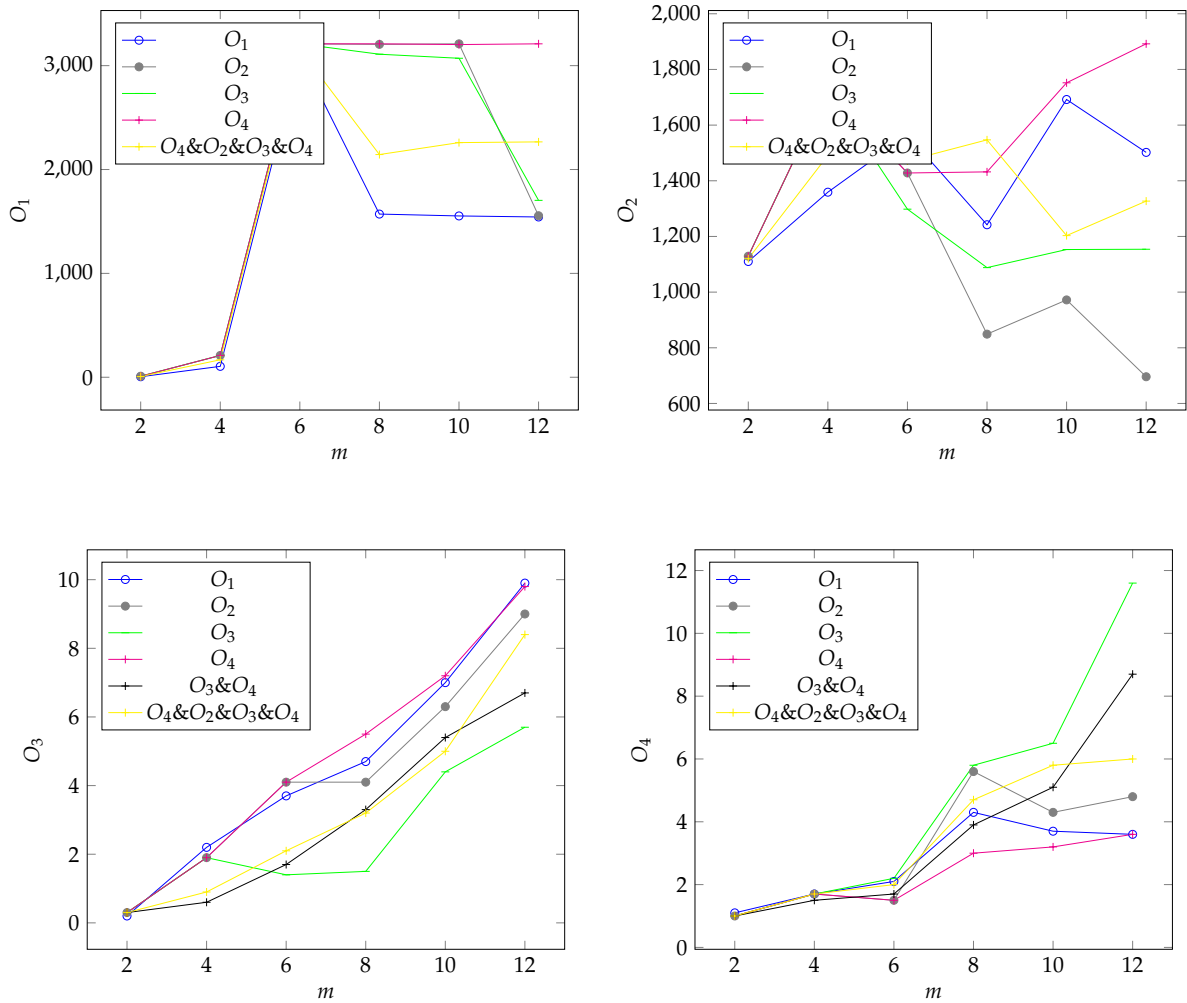 3,000
2,000
1,000
0
O₁
2 4 6 8 10 12
m
O₁
O₂
O₃
O₄
O₄&O₂&O₃&O₄
2,000
1,800
1,600
1,400
1,200
1,000
800
600
O₂
2 4 6 8 10 12
m
O₁
O₂
O₃
O₄
O₄&O₂&O₃&O₄
10
8
6
4
2
0
O₃
2 4 6 8 10 12
m
O₁
O₂
O₃
O₄
O₃&O₄
O₄&O₂&O₃&O₄
12
10
8
6
4
2
0
O₄
2 4 6 8 10 12
m
O₁
O₂
O₃
O₄
O₃&O₄
O₄&O₂&O₃&O₄